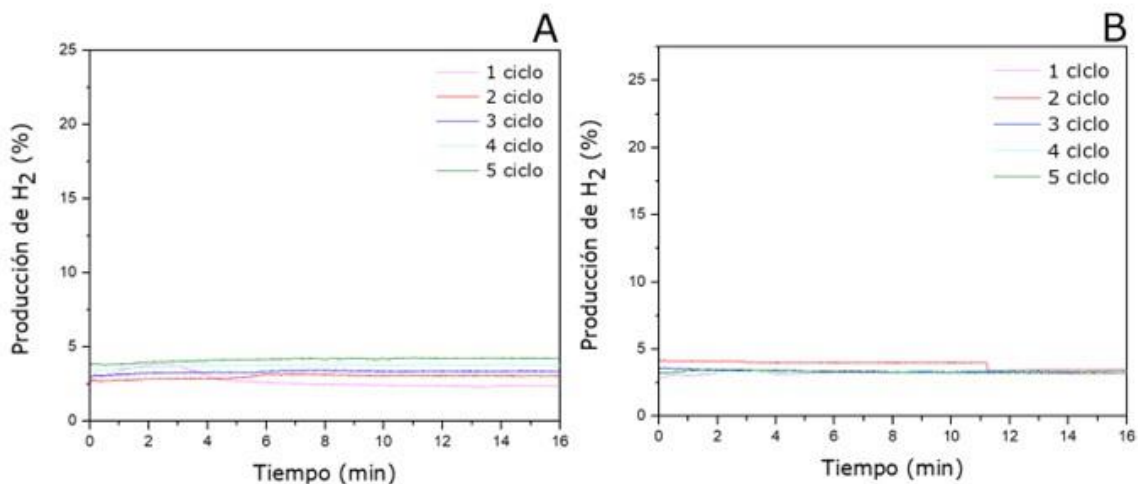 A
Producción de H2 (%)
25
20
15
10
5
0
1 ciclo
2 ciclo
3 ciclo
4 ciclo
5 ciclo
0 2 4 6 8 10 12 14 16
Tiempo (min)
B
Producción de H2 (%)
25
20
15
10
5
0
1 ciclo
2 ciclo
3 ciclo
4 ciclo
5 ciclo
0 2 4 6 8 10 12 14 16
Tiempo (min)